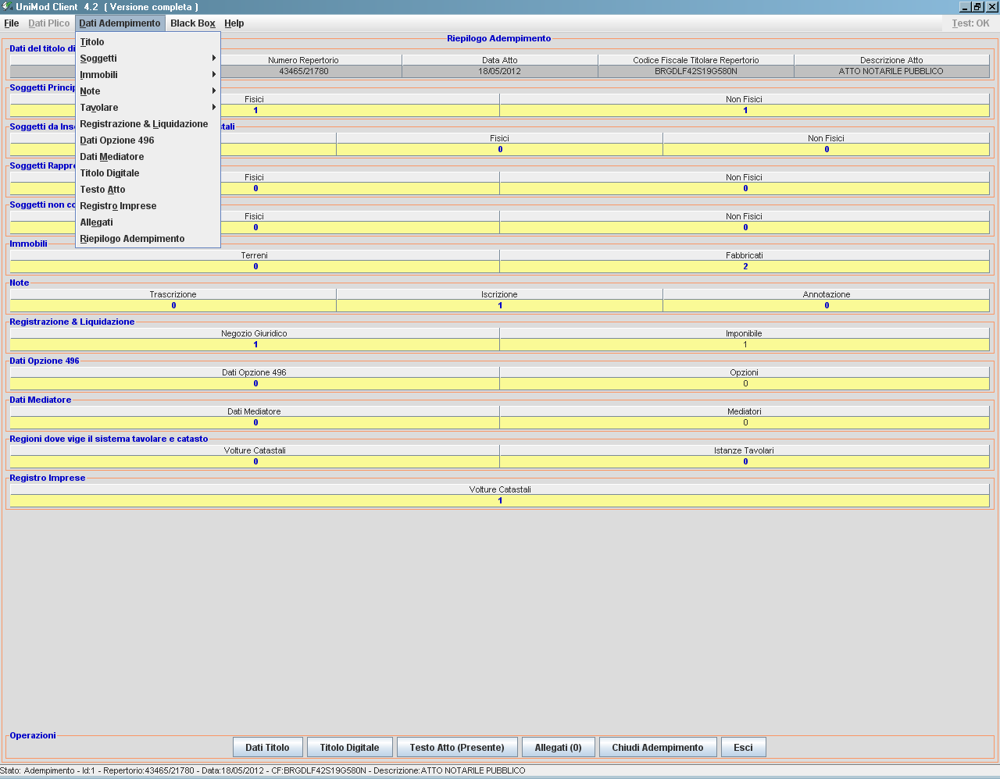 UniMod Client 4.2 ( Versione completa )
File Dati Plico Dati Adempimento Black Box Help Test: OK
Riepilogo Adempimento
Titolo
Soggetti
Immobili
Note
Tavolare
Registrazione & Liquidazione
Dati Opzione 496
Dati Mediatore
Titolo Digitale
Testo Atto
Registro Imprese
Allegati
Riepilogo Adempimento
Dati del titolo di
Numero Repertorio Data Atto Codice Fiscale Titolare Repertorio Descrizione Atto
43465/21780 18/05/2012 BRGDLF42S19G580N ATTO NOTARILE PUBBLICO
Soggetti Princip
Fisici Non Fisici
1 1
Soggetti da Inse stali
Fisici Non Fisici
0 0
Soggetti Rappre
Fisici Non Fisici
0 0
Soggetti non co
Fisici Non Fisici
0 0
Immobili
Terreni Fabbricati
0 2
Note
Trascrizione Iscrizione Annotazione
0 1 0
Registrazione & Liquidazione
Negozio Giuridico Imponibile
1 1
Dati Opzione 496
Dati Opzione 496 Opzioni
0 0
Dati Mediatore
Dati Mediatore Mediatori
0 0
Regioni dove vige il sistema tavolare e catasto
Volture Catastali Istanze Tavolari
0 0
Registro Imprese
Volture Catastali
1
Operazioni
Dati Titolo Titolo Digitale Testo Atto (Presente) Allegati (0) Chiudi Adempimento Esci
Stato: Adempimento - Id:1 - Repertorio:43465/21780 - Data:18/05/2012 - CF:BRGDLF42S19G580N - Descrizione:ATTO NOTARILE PUBBLICO